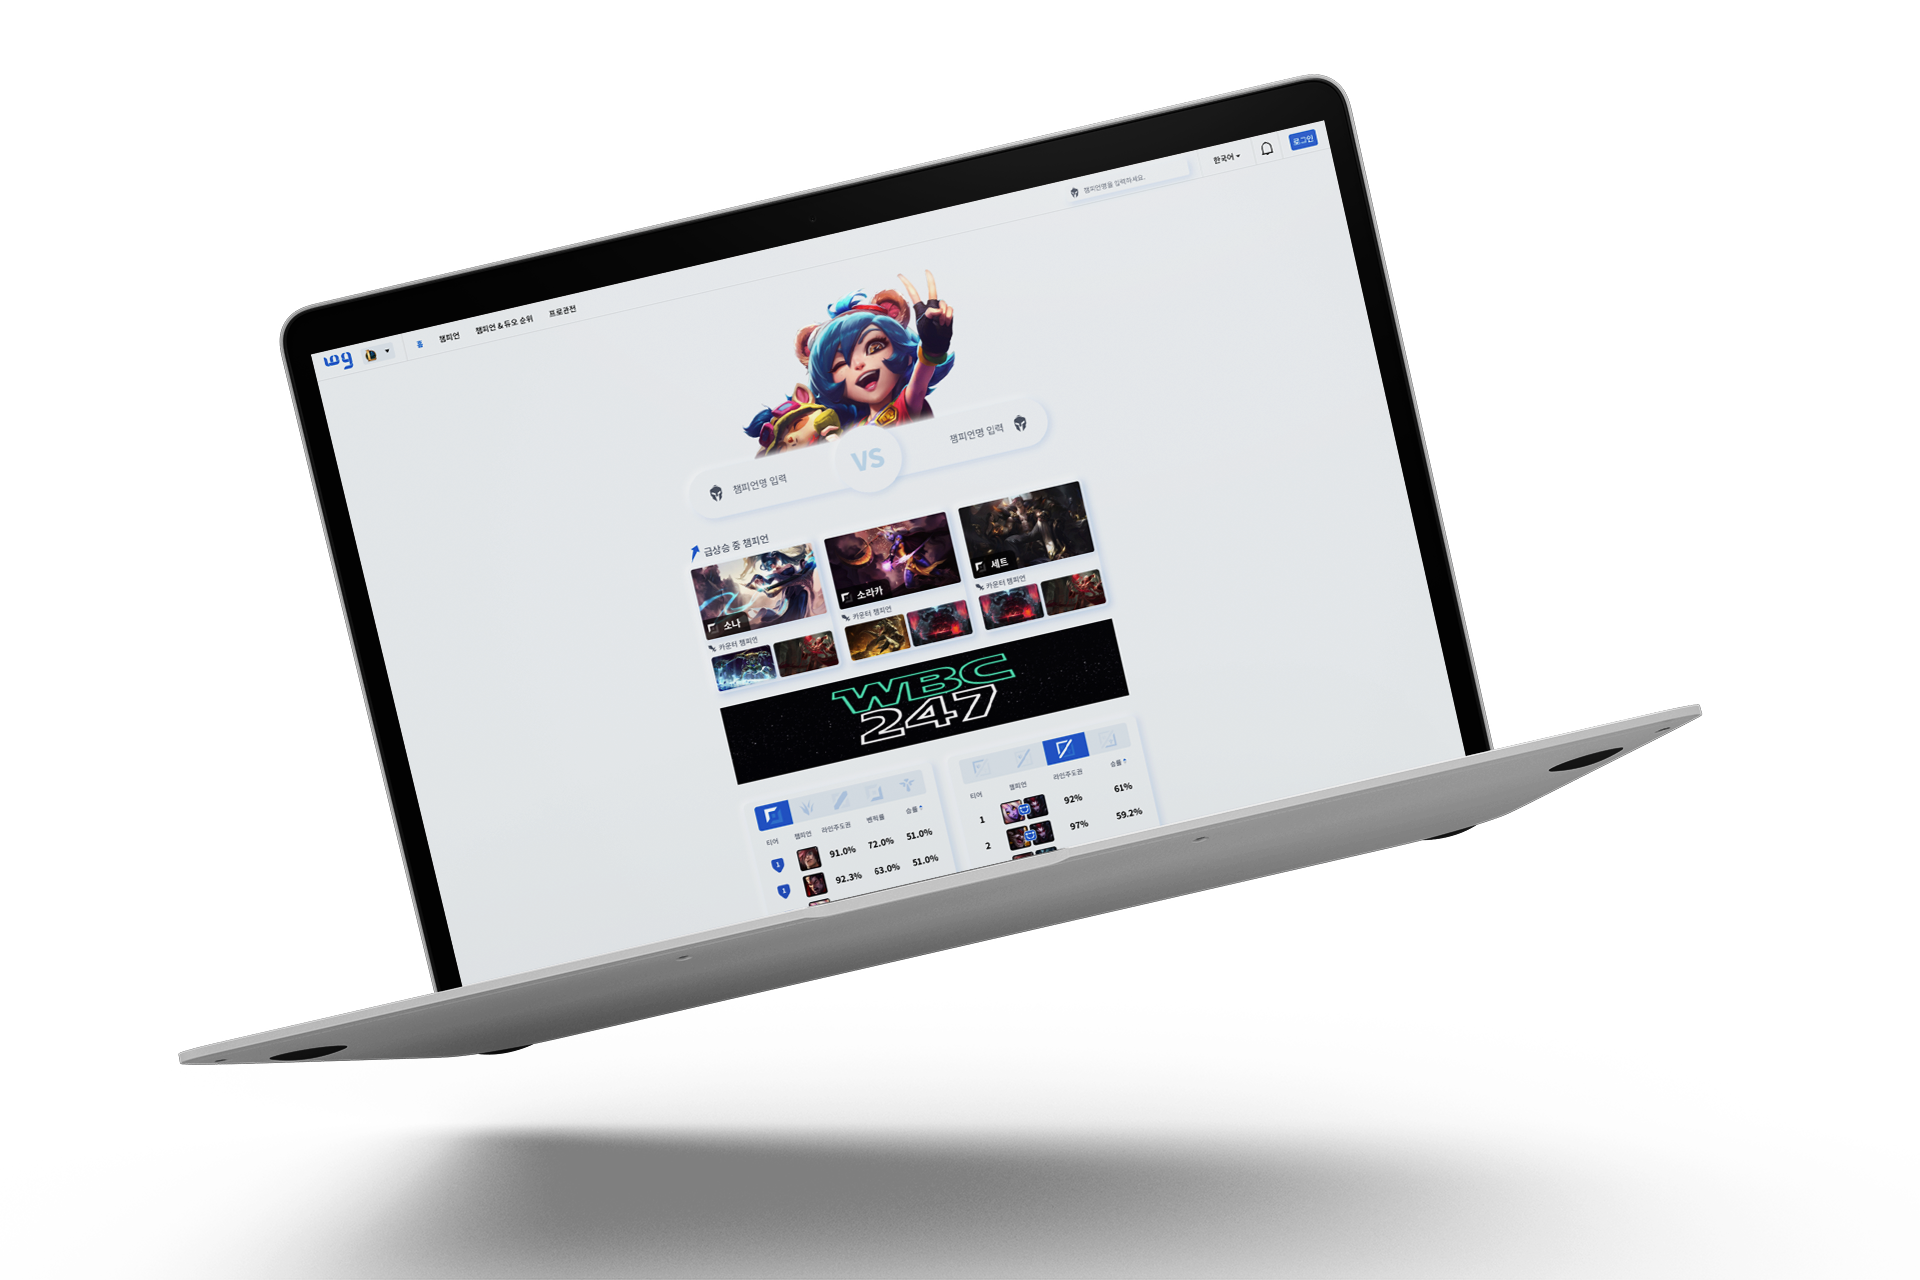 wg
홈
챔피언
챔피언 & 듀오 순위
프로관전
챔피언명을 입력하세요.
한국어
로그인
챔피언명 입력
VS
챔피언명 입력
급상승 중 챔피언
소나
소라카
세트
카운터 챔피언
카운터 챔피언
카운터 챔피언
WBC
247
티어 챔피언 라인주도권 벤픽률 승률
1 91.0% 72.0% 51.0%
1 92.3% 63.0% 51.0%
티어 챔피언 라인주도권 승률
1 92% 61%
2 97% 59.2%